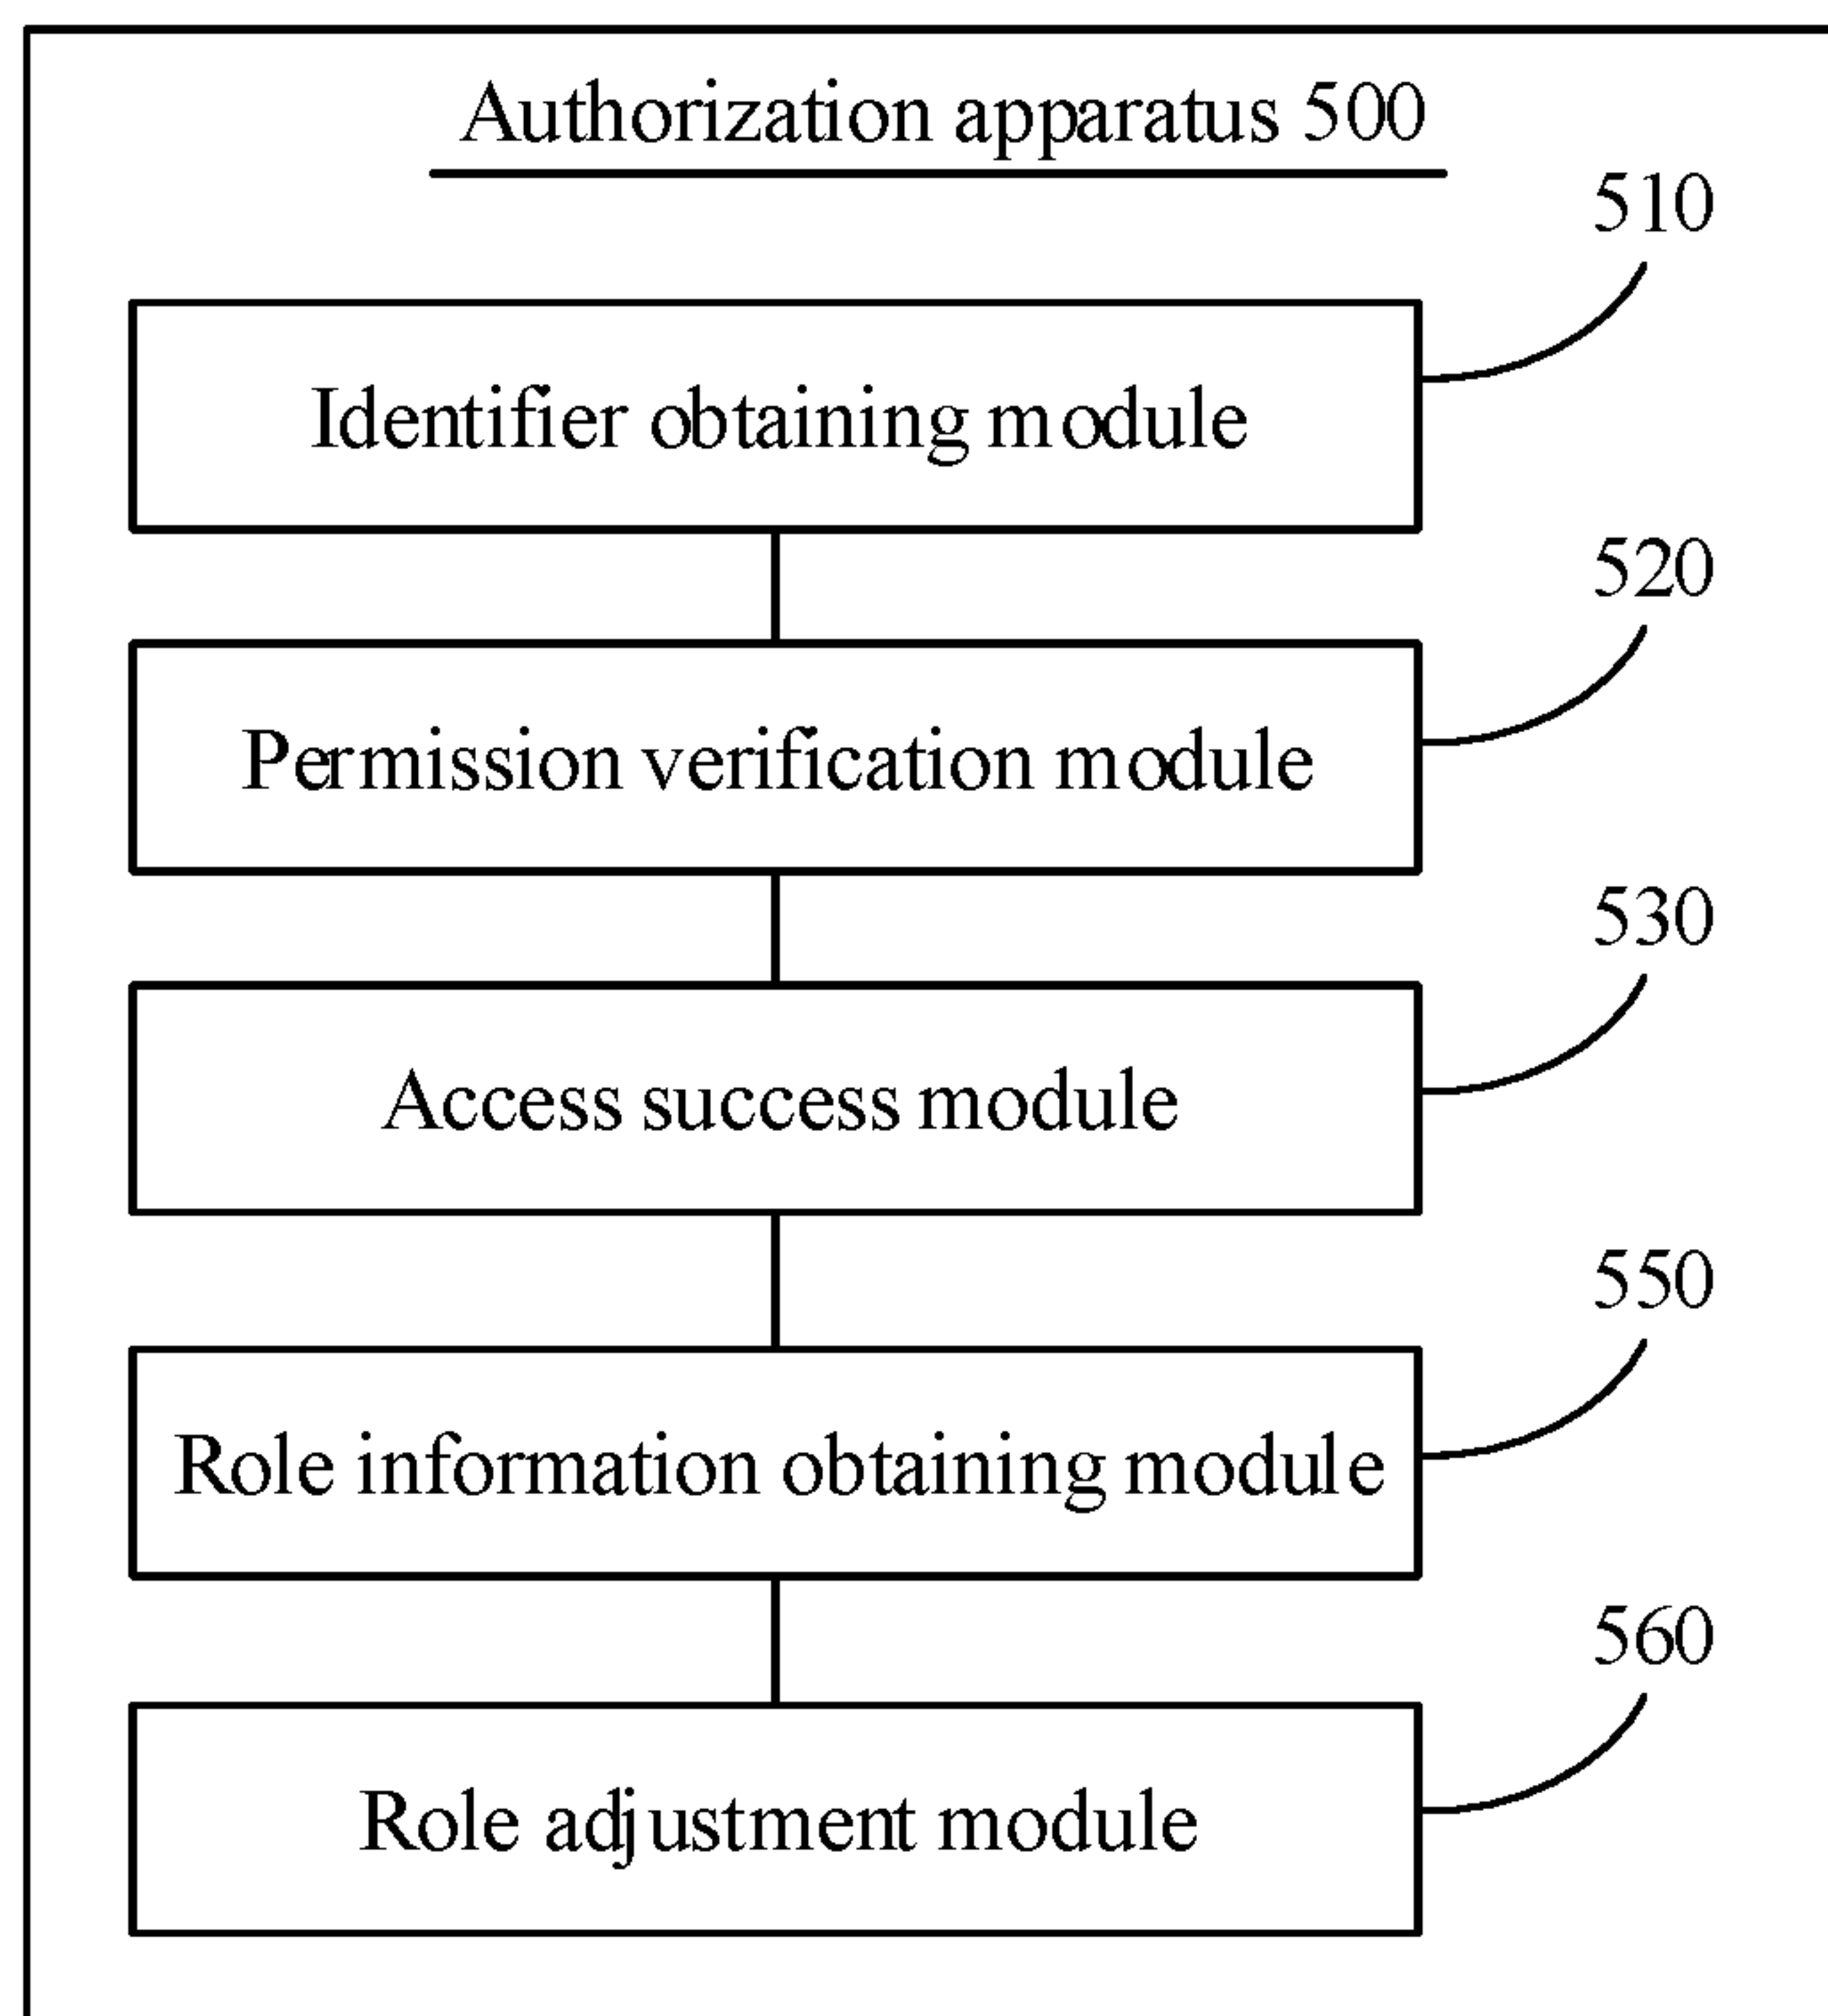 Authorization apparatus 500
510
Identifier obtaining module
520
Permission verification module
530
Access success module
550
Role information obtaining module
560
Role adjustment module